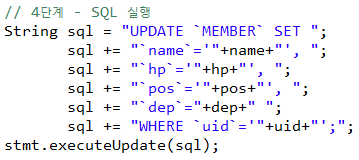 // 4단계 - SQL 실행
String sql = "UPDATE `MEMBER` SET ";
sql += "`name`='"+name+"', ";
sql += "`hp`='"+hp+"', ";
sql += "`pos`='"+pos+"', ";
sql += "`dep`="+dep+" ";
sql += "WHERE `uid`='"+uid+"';";
stmt.executeUpdate(sql);